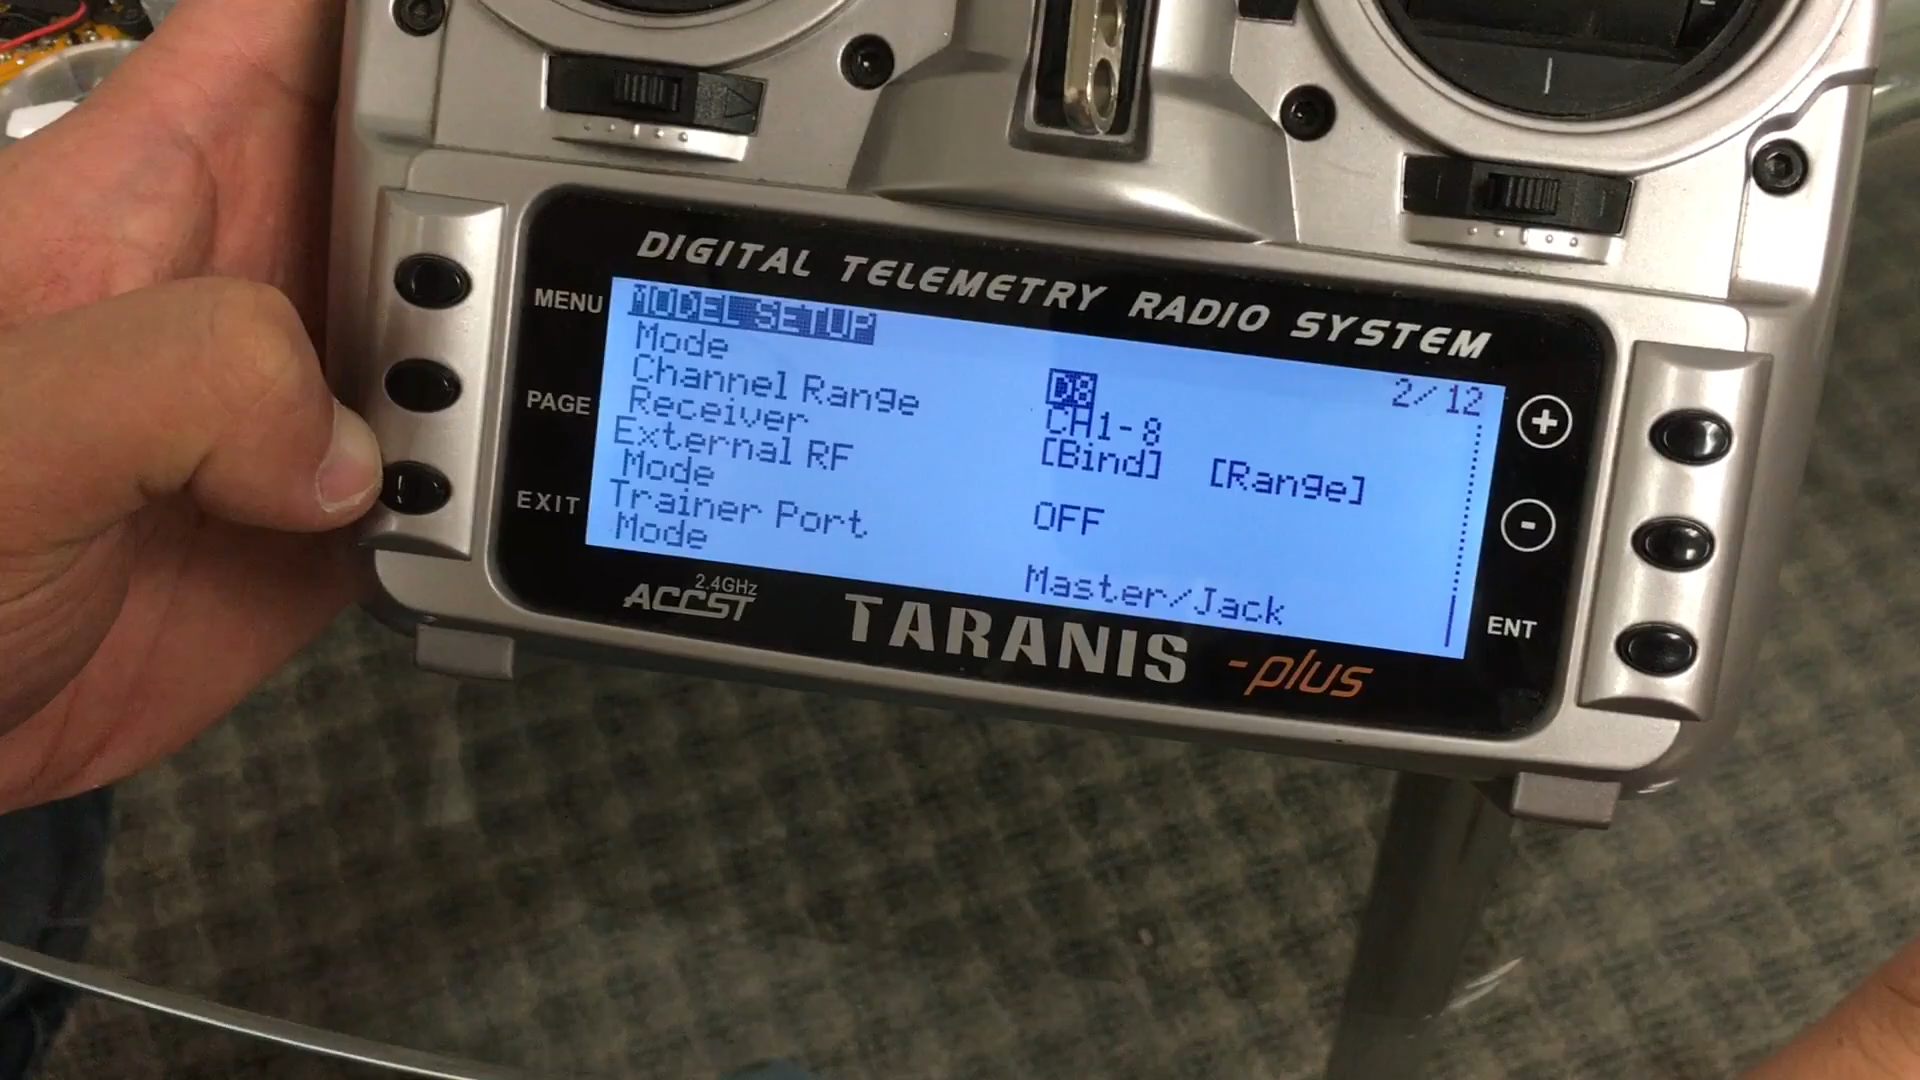 DIGITAL TELEMETRY RADIO SYSTEM
MENU
PAGE
EXIT
MODEL SETUP 2/12
Mode D8
Channel Range CH1-8
Receiver [Bind] [Range]
External RF
Mode OFF
Trainer Port
Mode Master/Jack
+
-
ENT
2.4GHz
ACCST
TARANIS -plus